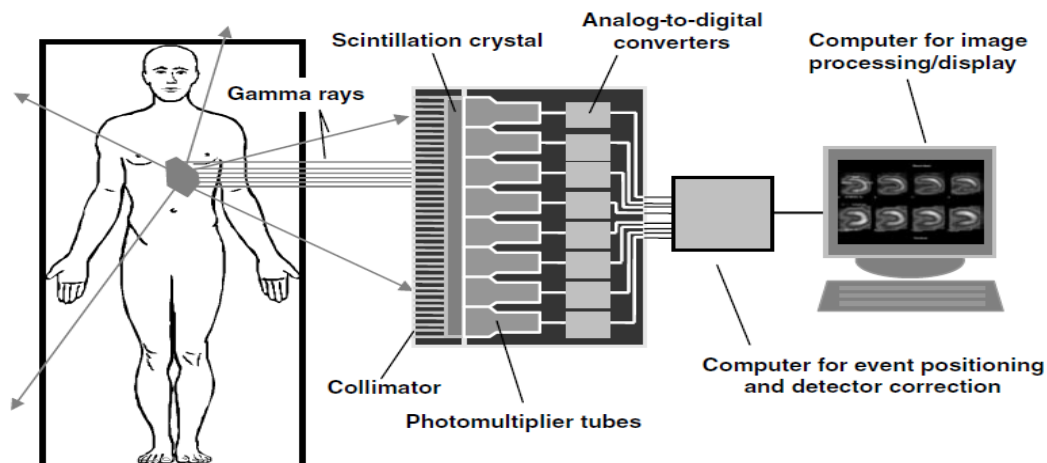 Analog-to-digital
converters
Scintillation crystal
Computer for image
processing/display
Gamma rays
Collimator
Photomultiplier tubes
Computer for event positioning
and detector correction